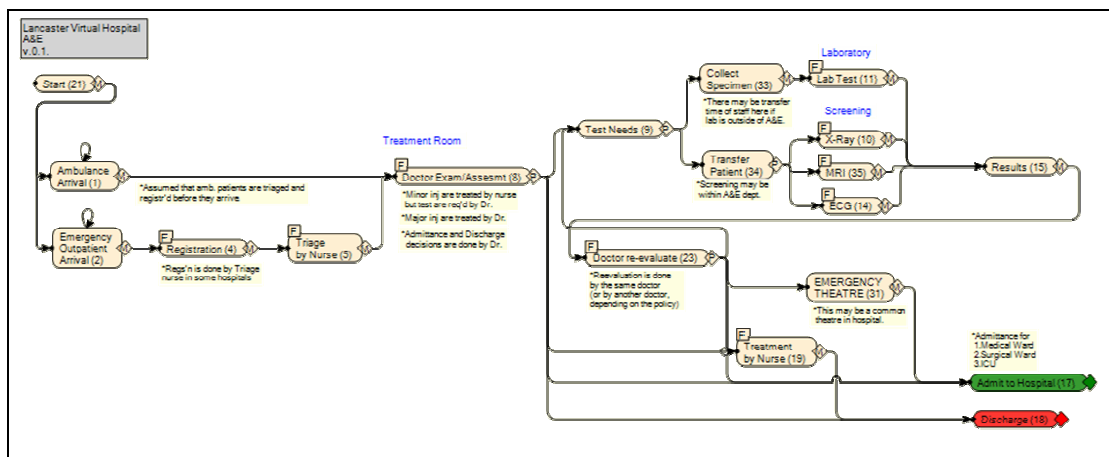 Lancaster Virtual Hospital
A&E
v.0.1.
Start (21)
M
Ambulance
Arrival (1)
M
*Assumed that amb. patients are triaged and
registr'd before they arrive.
Emergency
Outpatient
Arrival (2)
M
F
Registration (4)
M
*Regs'n is done by Triage
nurse in some hospitals
F
Triage
by Nurse (5)
M
Treatment Room
F
Doctor Exam/Assesmt (8)
P
*Minor inj are treated by nurse
but test are req'd by Dr.
*Major inj are treated by Dr.
*Admittance and Discharge
decisions are done by Dr.
Test Needs (9)
P
Collect
Specimen (33)
M
*There may be transfer
time of staff here if
lab is outside of A&E.
Laboratory
F
Lab Test (11)
M
Transfer
Patient (34)
P
*Screening may be
within A&E dept.
Screening
F
X-Ray (10)
M
F
MRI (35)
M
F
ECG (14)
M
Results (15)
M
F
Doctor re-evaluate (23)
P
*Reevaluation is done
by the same doctor
(or by another doctor,
depending on the policy)
EMERGENCY
THEATRE (31)
M
*This may be a common
theatre in hospital.
F
Treatment
by Nurse (19)
M
*Admittance for
1.Medical Ward
2.Surgical Ward
3.ICU
Admit to Hospital (17)
Discharge (18)